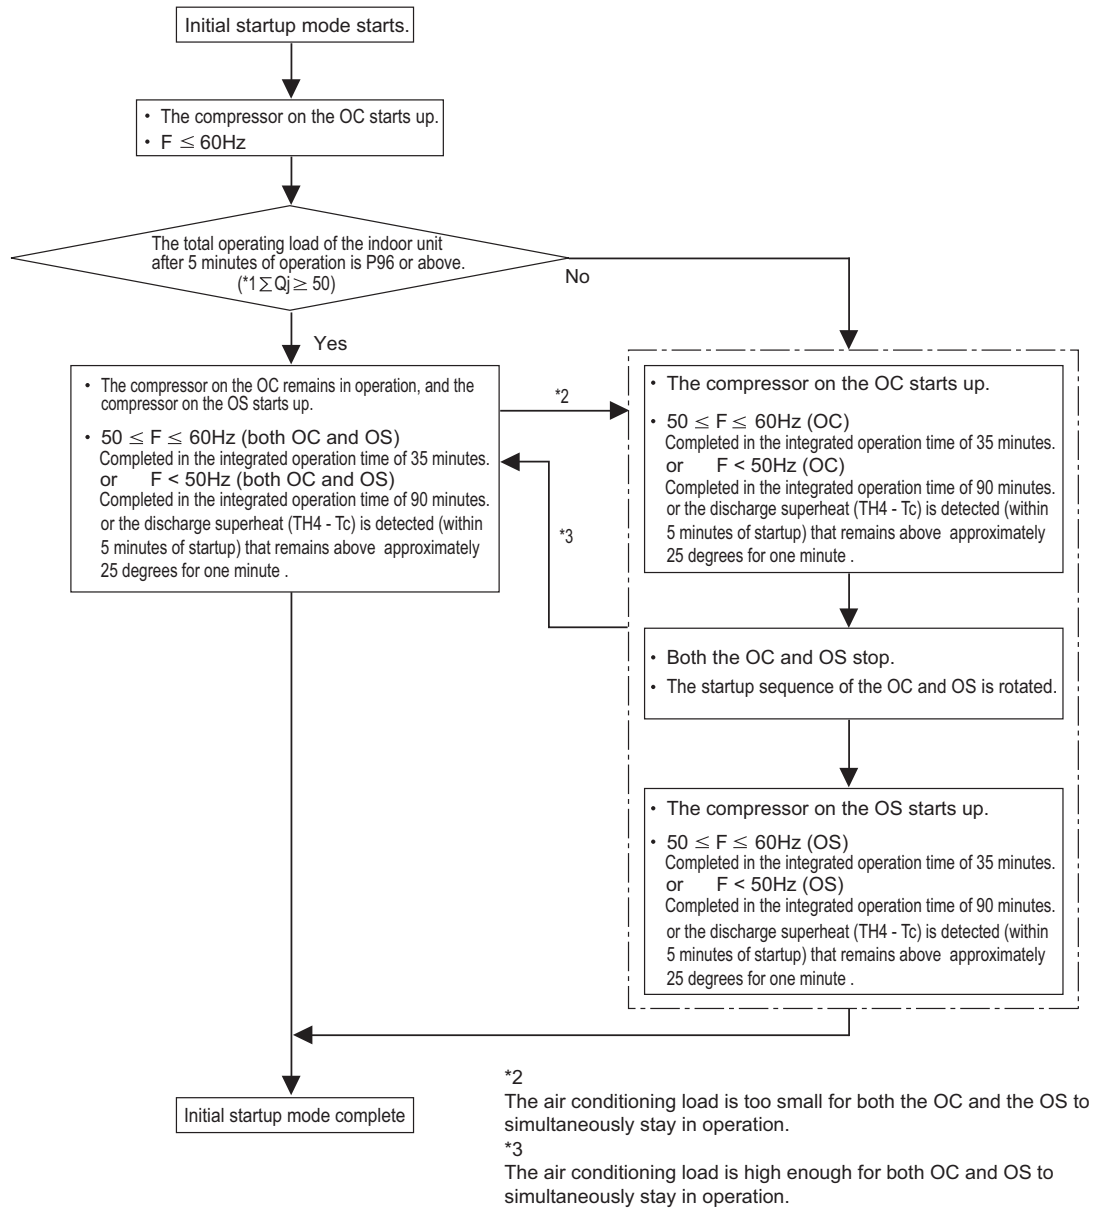 Initial startup mode starts.
• The compressor on the OC starts up.
• F ≤ 60Hz
The total operating load of the indoor unit
after 5 minutes of operation is P96 or above.
(*1 ∑Qj ≥ 50)
No
Yes
• The compressor on the OC remains in operation, and the
compressor on the OS starts up.
• 50 ≤ F ≤ 60Hz (both OC and OS)
Completed in the integrated operation time of 35 minutes.
or F < 50Hz (both OC and OS)
Completed in the integrated operation time of 90 minutes.
or the discharge superheat (TH4 - Tc) is detected (within
5 minutes of startup) that remains above approximately
25 degrees for one minute .
*2
*3
• The compressor on the OC starts up.
• 50 ≤ F ≤ 60Hz (OC)
Completed in the integrated operation time of 35 minutes.
or F < 50Hz (OC)
Completed in the integrated operation time of 90 minutes.
or the discharge superheat (TH4 - Tc) is detected (within
5 minutes of startup) that remains above approximately
25 degrees for one minute .
• Both the OC and OS stop.
• The startup sequence of the OC and OS is rotated.
• The compressor on the OS starts up.
• 50 ≤ F ≤ 60Hz (OS)
Completed in the integrated operation time of 35 minutes.
or F < 50Hz (OS)
Completed in the integrated operation time of 90 minutes.
or the discharge superheat (TH4 - Tc) is detected (within
5 minutes of startup) that remains above approximately
25 degrees for one minute .
Initial startup mode complete
*2
The air conditioning load is too small for both the OC and the OS to
simultaneously stay in operation.
*3
The air conditioning load is high enough for both OC and OS to
simultaneously stay in operation.